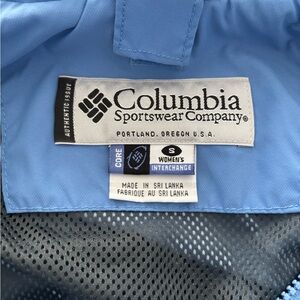 AUTHENTIC ISSUE
Columbia
Sportswear Company®
PORTLAND, OREGON U.S.A.
CORE
S
WOMEN'S
INTERCHANGE
MADE IN SRI LANKA
FABRIQUE AU SRI LANKA